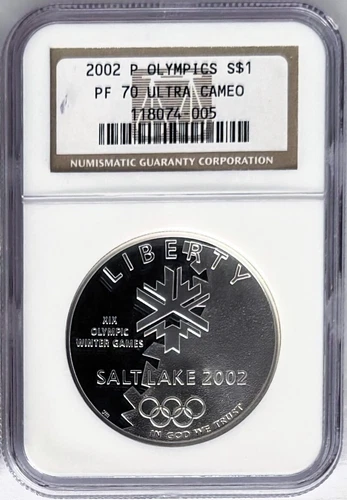 2002 P OLYMPICS S$1
PF 70 ULTRA CAMEO
118074-005
NUMISMATIC GUARANTY CORPORATION
LIBERTY
XIX
OLYMPIC
WINTER GAMES
SALT LAKE 2002
IN GOD WE TRUST